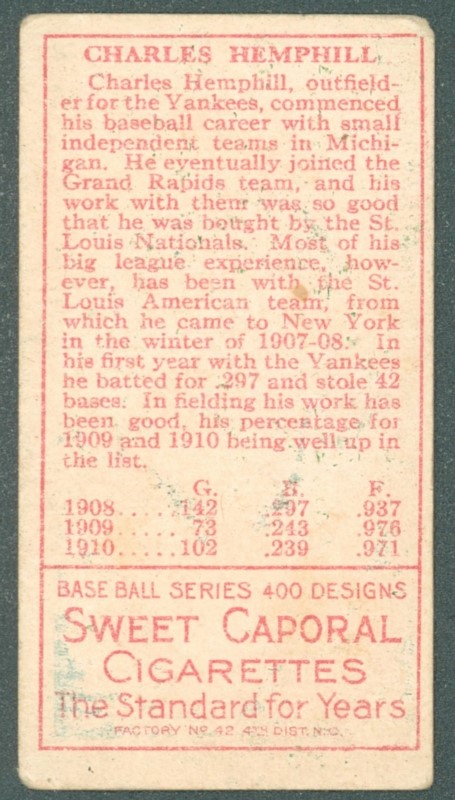 CHARLES HEMPHILL
Charles Hemphill, outfield-
er for the Yankees, commenced
his baseball career with small
independent teams in Michi-
gan. He eventually joined the
Grand Rapids team, and his
work with them was so good
that he was bought by the St.
Louis Nationals. Most of his
big league experience, how-
ever, has been with the St.
Louis American team, from
which he came to New York
in the winter of 1907-08. In
his first year with the Yankees
he batted for .297 and stole 42
bases. In fielding his work has
been good, his percentage for
1909 and 1910 being well up in
the list.
G. B. F.
1908.....142 .297 .937
1909..... 73 .243 .976
1910.....102 .239 .971
BASE BALL SERIES 400 DESIGNS
SWEET CAPORAL
CIGARETTES
The Standard for Years
FACTORY NO. 42 4TH DIST. N.C.